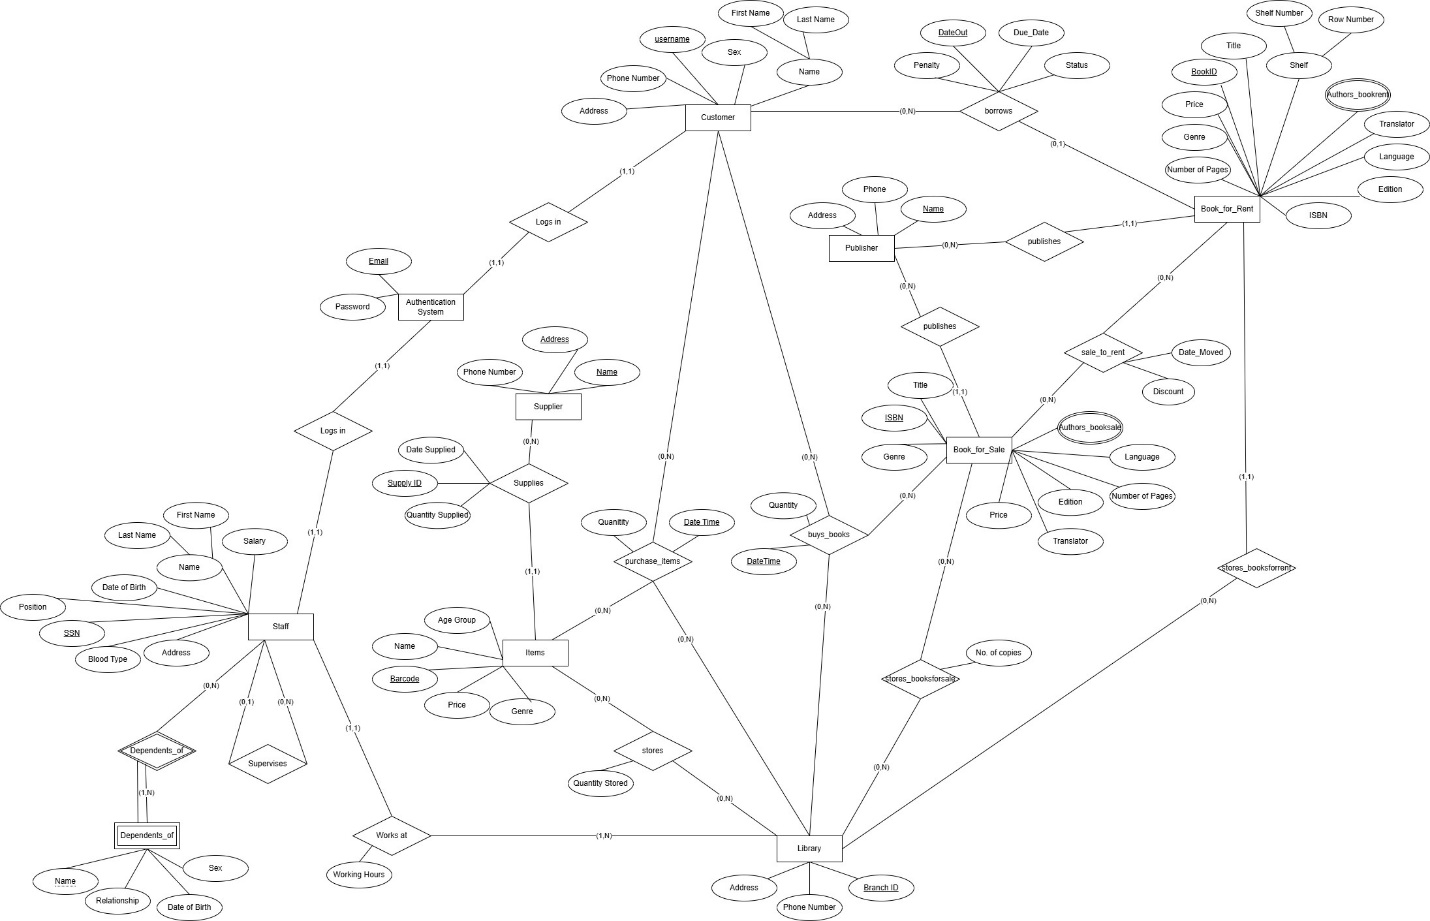 First Name
Last Name
Shelf Number
Row Number
username
Sex
DateOut
Due_Date
Title
Shelf
Phone Number
Name
Penalty
Status
BookID
Authors_bookrent
Address
Customer
(0,N)
borrows
Price
Translator
Genre
(0,1)
Language
(1,1)
Number of Pages
Edition
Phone
Address
Name
Book_for_Rent
ISBN
Logs in
(1,1)
publishes
Publisher
(0,N)
Email
(1,1)
(0,N)
(0,N)
Password
Authentication
System
publishes
Address
sale_to_rent
Date_Moved
(1,1)
Phone Number
Name
Title
(1,1)
Discount
(0,N)
Supplier
ISBN
Authors_booksale
Logs in
(0,N)
Date Supplied
Genre
Book_for_Sale
Language
(0,N)
(0,N)
Supply ID
Supplies
(1,1)
(0,N)
Number of Pages
Quantity
Edition
First Name
Quantity Supplied
Price
Quanitity
Date Time
Last Name
(1,1)
buys_books
Salary
Translator
Name
DateTime
purchase_items
(0,N)
(1,1)
stores_booksforrent
Date of Birth
Position
(0,N)
(0,N)
(0,N)
Age Group
Staff
SSN
(0,N)
Name
Items
Address
Blood Type
No. of copies
Barcode
stores_booksforsale
(0,N)
Price
Genre
(0,1)
(0,N)
(0,N)
(1,1)
Dependents_of
stores
Supervises
(0,N)
Quantity Stored
(1,N)
(0,N)
Dependents_of
Works at
(1,N)
Library
Sex
Working Hours
Name
Address
Branch ID
Relationship
Date of Birth
Phone Number